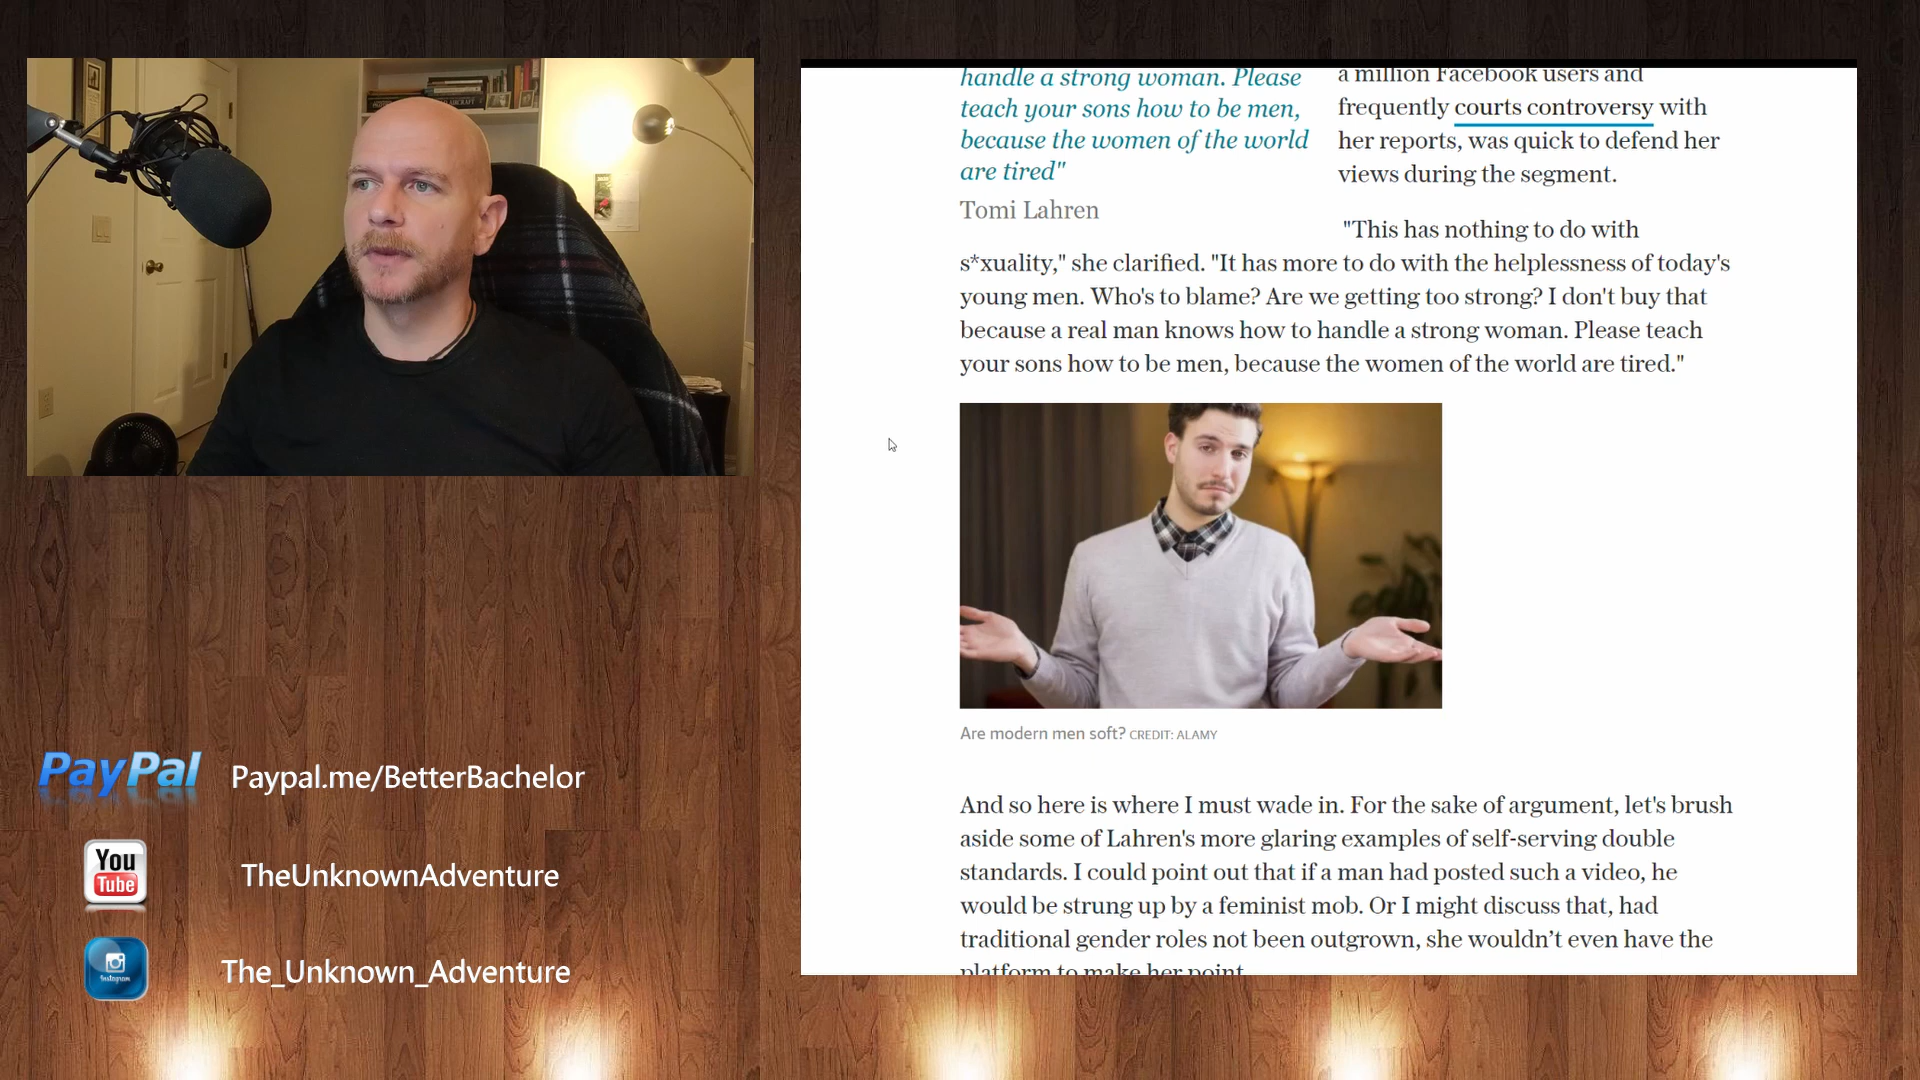 handle a strong woman. Please
teach your sons how to be men,
because the women of the world
are tired"
Tomi Lahren
a million Facebook users and
frequently courts controversy with
her reports, was quick to defend her
views during the segment.
"This has nothing to do with
s*xuality," she clarified. "It has more to do with the helplessness of today's
young men. Who's to blame? Are we getting too strong? I don't buy that
because a real man knows how to handle a strong woman. Please teach
your sons how to be men, because the women of the world are tired."
Are modern men soft? CREDIT: ALAMY
And so here is where I must wade in. For the sake of argument, let's brush
aside some of Lahren's more glaring examples of self-serving double
standards. I could point out that if a man had posted such a video, he
would be strung up by a feminist mob. Or I might discuss that, had
traditional gender roles not been outgrown, she wouldn’t even have the
platform to make her point.
PayPal Paypal.me/BetterBachelor
You
Tube
TheUnknownAdventure
Instagram
The_Unknown_Adventure